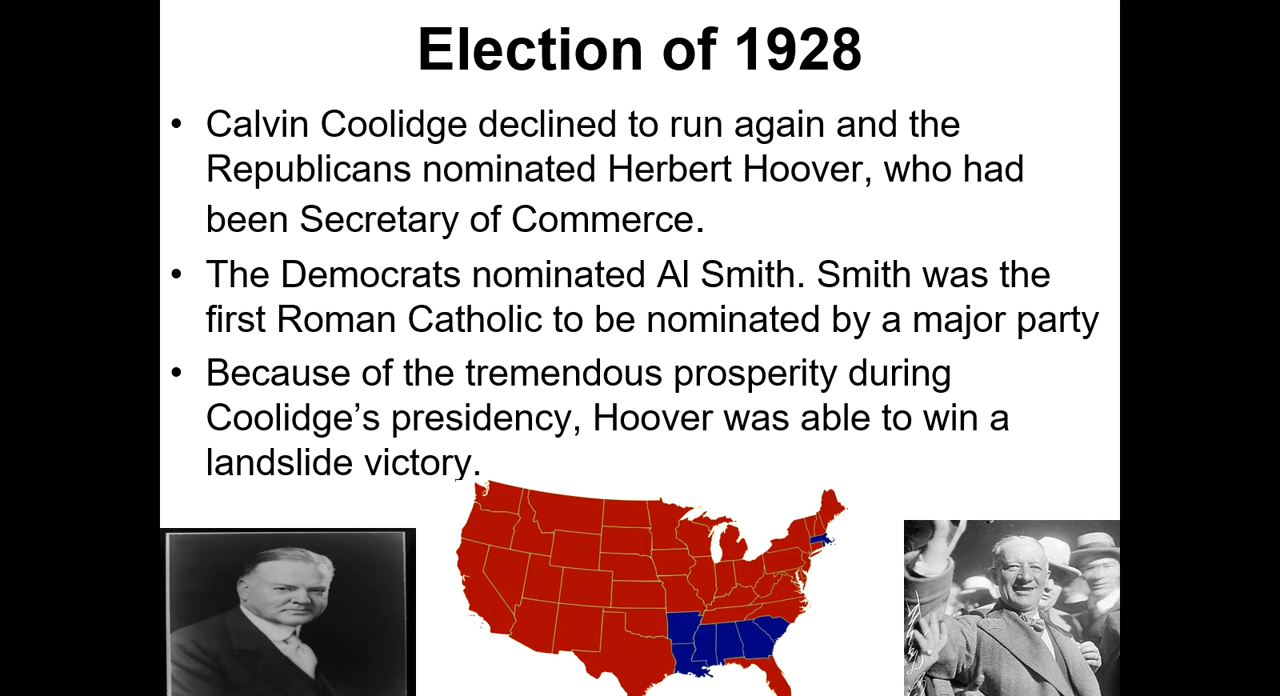 Election of 1928
• Calvin Coolidge declined to run again and the
Republicans nominated Herbert Hoover, who had
been Secretary of Commerce.
• The Democrats nominated Al Smith. Smith was the
first Roman Catholic to be nominated by a major party
• Because of the tremendous prosperity during
Coolidge’s presidency, Hoover was able to win a
landslide victory.